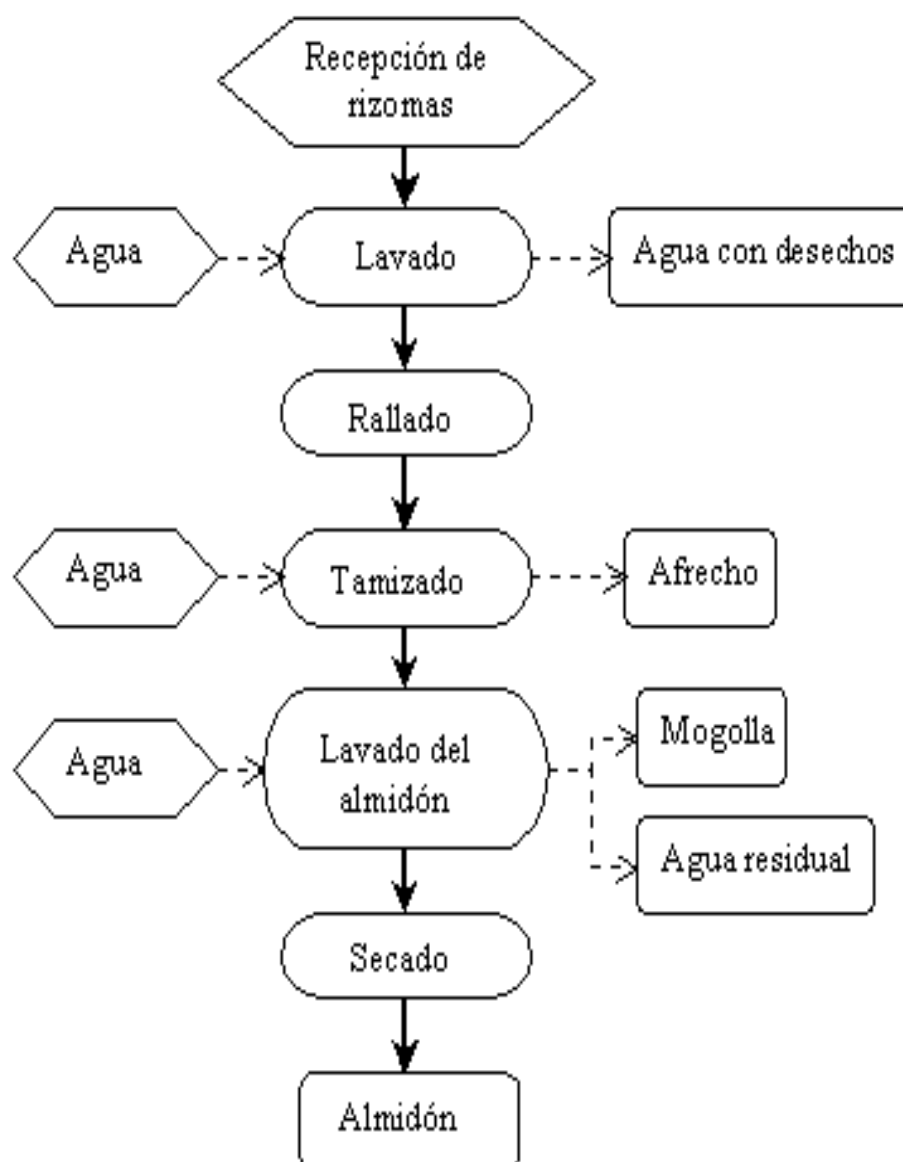 Recepción de
rizomas
Agua
Lavado
Agua con desechos
Rallado
Agua
Tamizado
Afrecho
Agua
Lavado del
almidón
Mogolla
Agua residual
Secado
Almidón